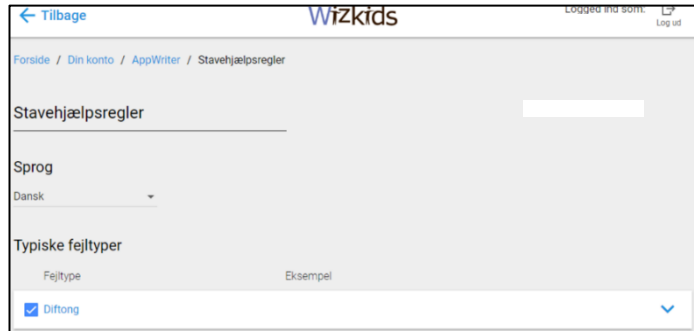 ← Tilbage
Wizkids
Logged ind som:
Log ud
Forside / Din konto / AppWriter / Stavehjælpsregler
Stavehjælpsregler
Sprog
Dansk
Typiske fejltyper
Fejltype Eksempel
Diftong